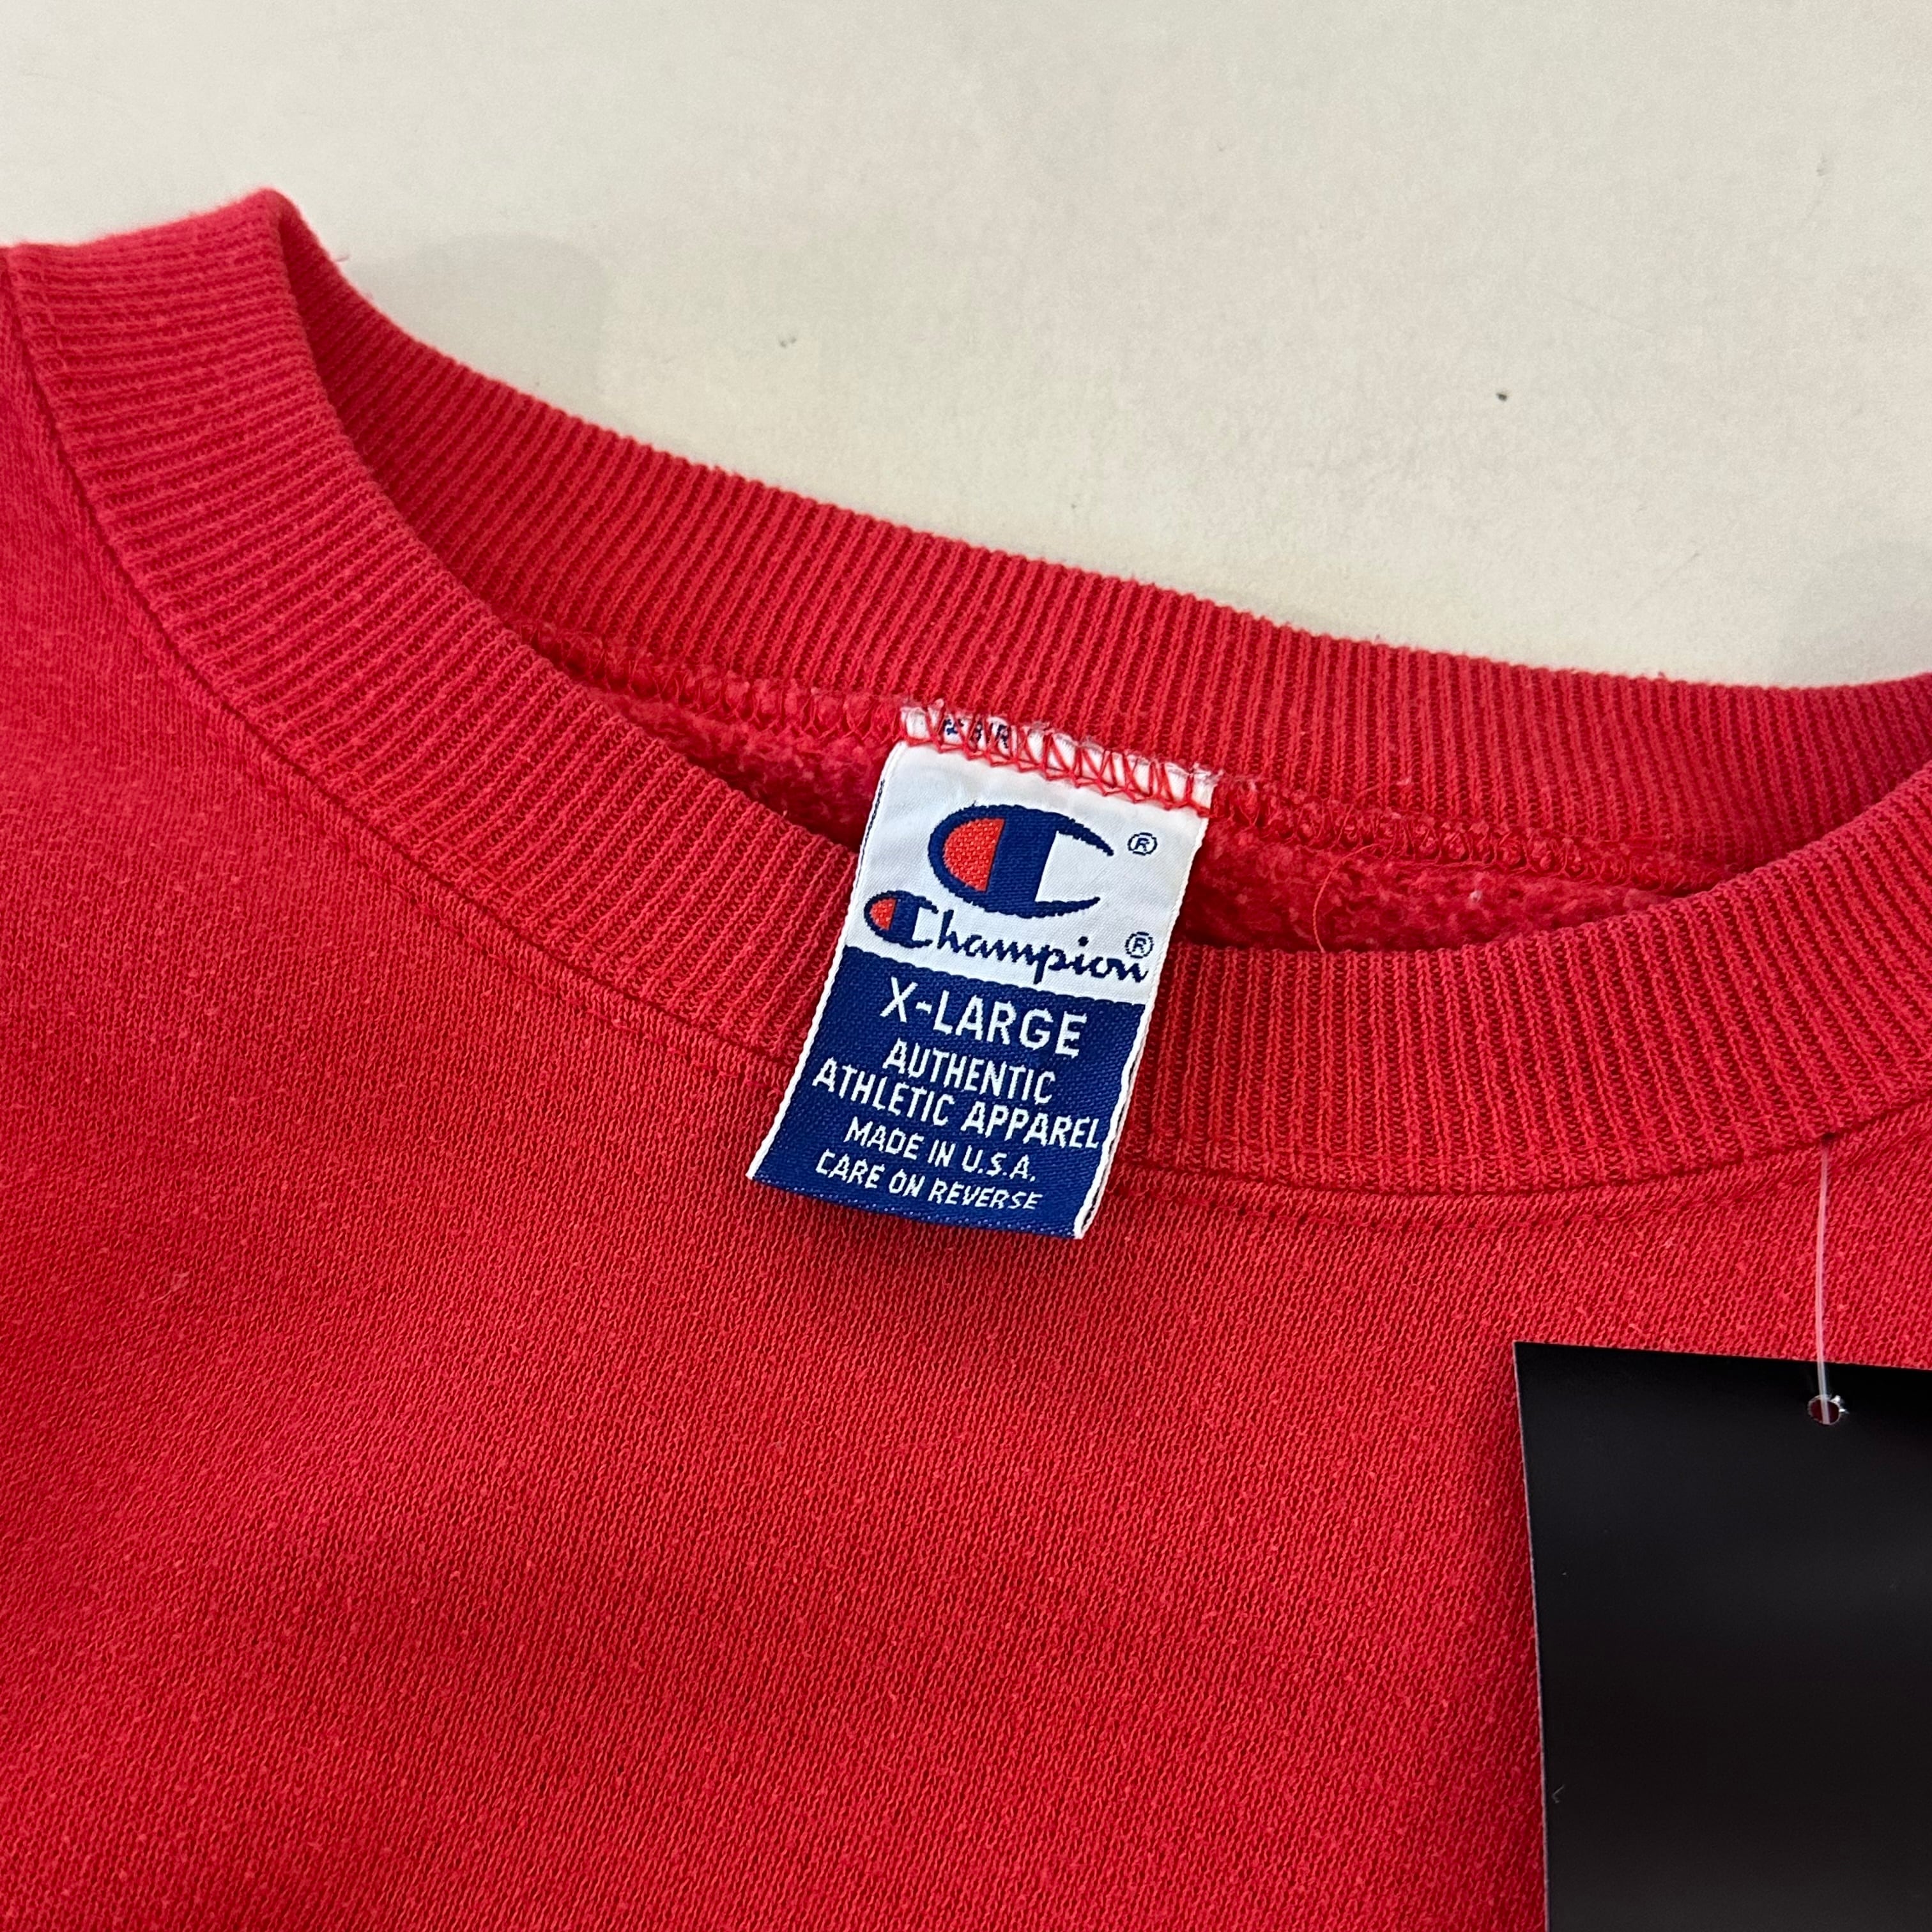 Champion
X-LARGE
AUTHENTIC
ATHLETIC APPAREL
MADE IN U.S.A.
CARE ON REVERSE